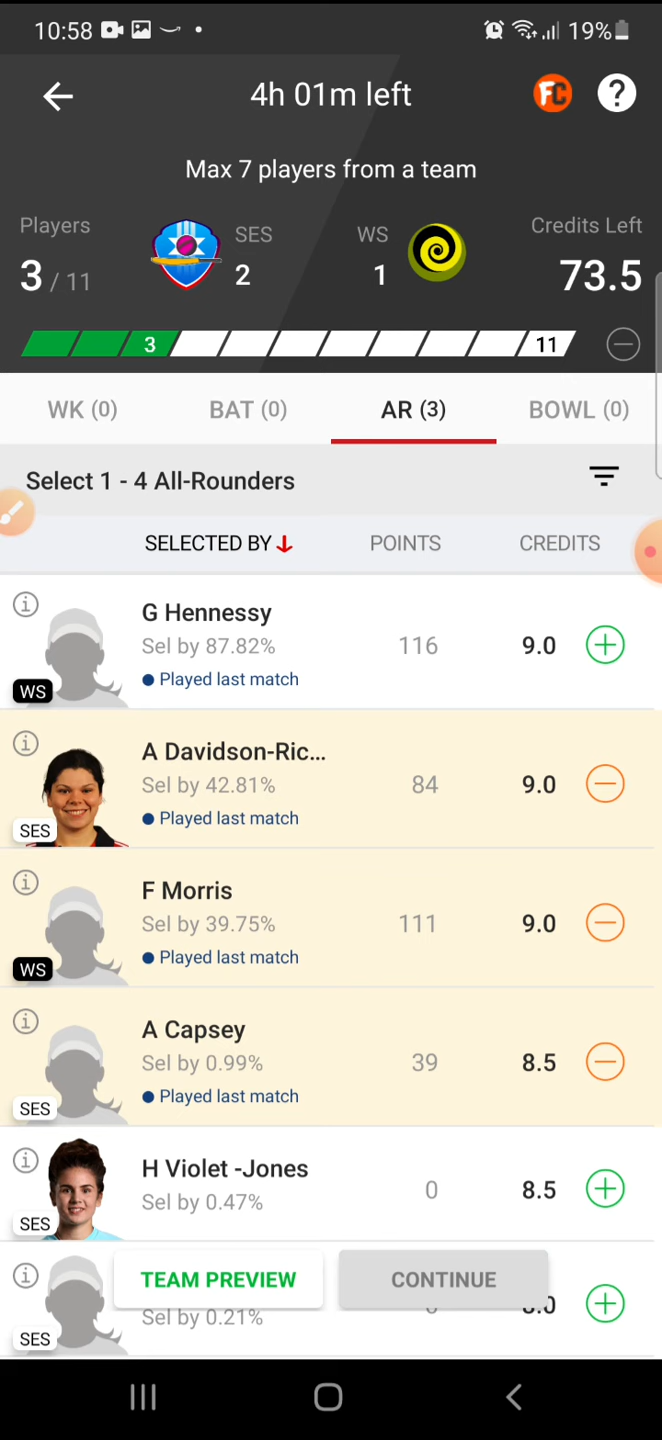 10:58 19%
4h 01m left FC ?
Max 7 players from a team
Players SES WS Credits Left
3 / 11 2 1 73.5
3 11
WK (0) BAT (0) AR (3) BOWL (0)
Select 1 - 4 All-Rounders
SELECTED BY POINTS CREDITS
G Hennessy
Sel by 87.82% 116 9.0
Played last match
WS
A Davidson-Ric...
Sel by 42.81% 84 9.0
Played last match
SES
F Morris
Sel by 39.75% 111 9.0
Played last match
WS
A Capsey
Sel by 0.99% 39 8.5
Played last match
SES
H Violet -Jones
Sel by 0.47% 0 8.5
SES
TEAM PREVIEW CONTINUE
Sel by 0.21%
SES